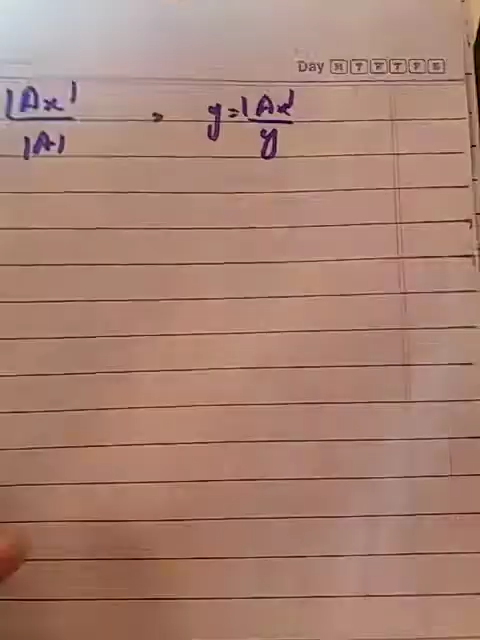 Day M T E T F S
|Ax| / |A| , y = |Ax| / y